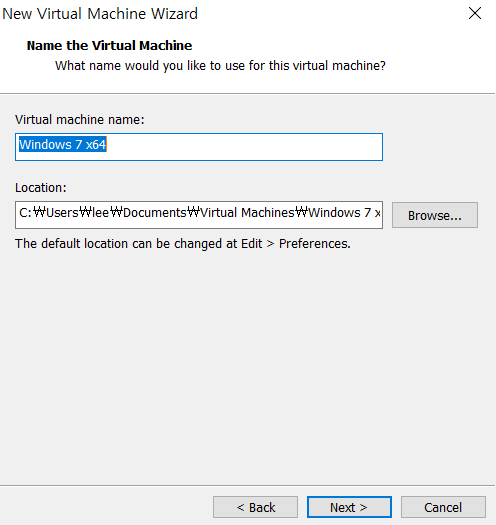 New Virtual Machine Wizard
Name the Virtual Machine
What name would you like to use for this virtual machine?
Virtual machine name:
Windows 7 x64
Location:
C:₩Users₩lee₩Documents₩Virtual Machines₩Windows 7 x
Browse...
The default location can be changed at Edit > Preferences.
< Back
Next >
Cancel